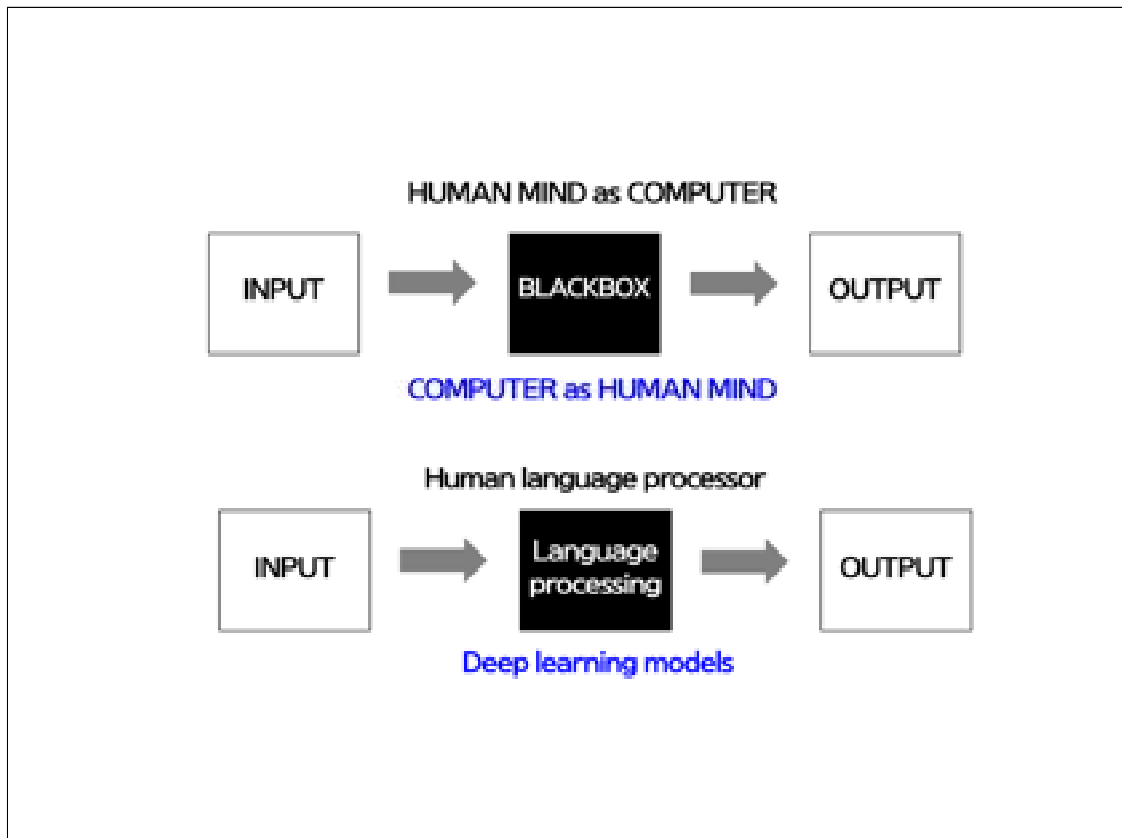 HUMAN MIND as COMPUTER
INPUT
BLACKBOX
OUTPUT
COMPUTER as HUMAN MIND
Human language processor
INPUT
Language
processing
OUTPUT
Deep learning models